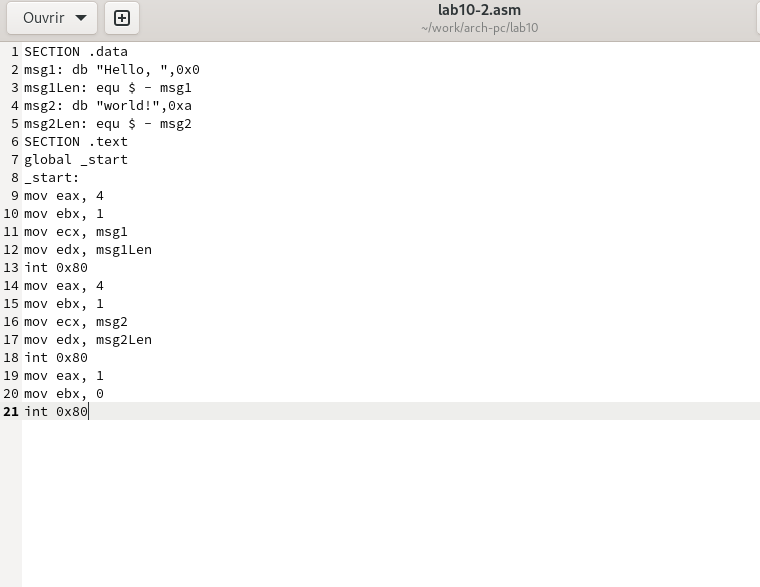 Ouvrir
lab10-2.asm
~/work/arch-pc/lab10
1 SECTION .data
2 msg1: db "Hello, ",0x0
3 msg1Len: equ $ - msg1
4 msg2: db "world!",0xa
5 msg2Len: equ $ - msg2
6 SECTION .text
7 global _start
8 _start:
9 mov eax, 4
10 mov ebx, 1
11 mov ecx, msg1
12 mov edx, msg1Len
13 int 0x80
14 mov eax, 4
15 mov ebx, 1
16 mov ecx, msg2
17 mov edx, msg2Len
18 int 0x80
19 mov eax, 1
20 mov ebx, 0
21 int 0x80